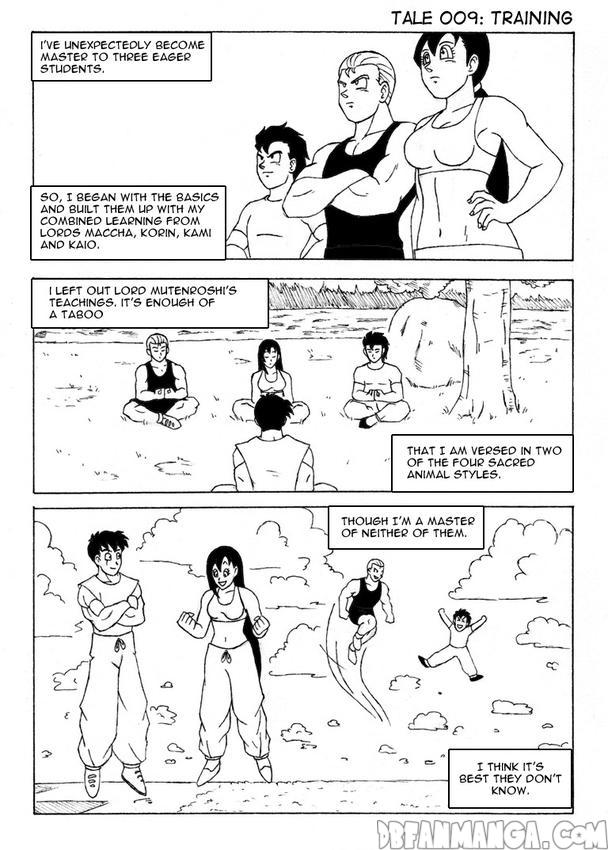 TALE 009: TRAINING
I'VE UNEXPECTEDLY BECOME
MASTER TO THREE EAGER
STUDENTS.
SO, I BEGAN WITH THE BASICS
AND BUILT THEM UP WITH MY
COMBINED LEARNING FROM
LORDS MACCHA, KORIN, KAMI
AND KAIO.
I LEFT OUT LORD MUTENROSHI'S
TEACHINGS. IT'S ENOUGH OF
A TABOO
THAT I AM VERSED IN TWO
OF THE FOUR SACRED
ANIMAL STYLES.
THOUGH I'M A MASTER
OF NEITHER OF THEM.
I THINK IT'S
BEST THEY DON'T
KNOW.
DBFANMANGA.COM